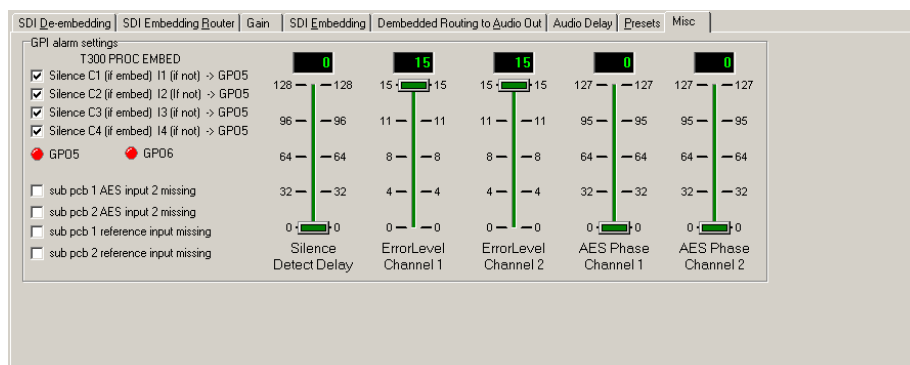 SDI De-embedding SDI Embedding Router Gain SDI Embedding Dembedded Routing to Audio Out Audio Delay Presets Misc
GPI alarm settings
T300 PROC EMBED
Silence C1 (if embed) I1 (if not) -> GPO5
Silence C2 (if embed) I2 (If not) -> GPO5
Silence C3 (if embed) I3 (if not) -> GPO5
Silence C4 (if embed) I4 (if not) -> GPO5
GPO5 GPO6
sub pcb 1 AES input 2 missing
sub pcb 2 AES input 2 missing
sub pcb 1 reference input missing
sub pcb 2 reference input missing
0 15 15 0 0
128 128 15 15 15 15 127 127 127 127
96 96 11 11 11 11 95 95 95 95
64 64 8 8 8 8 64 64 64 64
32 32 4 4 4 4 32 32 32 32
0 0 0 0 0 0 0 0 0 0
Silence ErrorLevel ErrorLevel AES Phase AES Phase
Detect Delay Channel 1 Channel 2 Channel 1 Channel 2